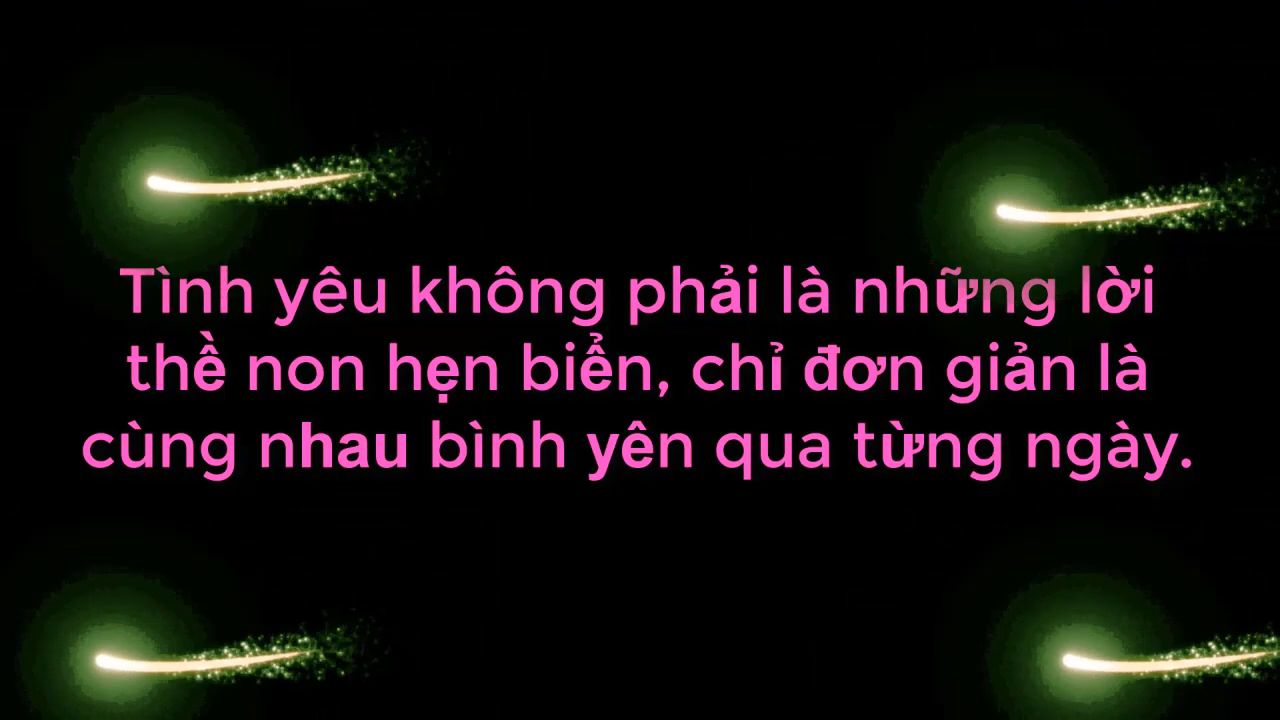 Tình yêu không phải là những lời
thề non hẹn biển, chỉ đơn giản là
cùng nhau bình yên qua từng ngày.